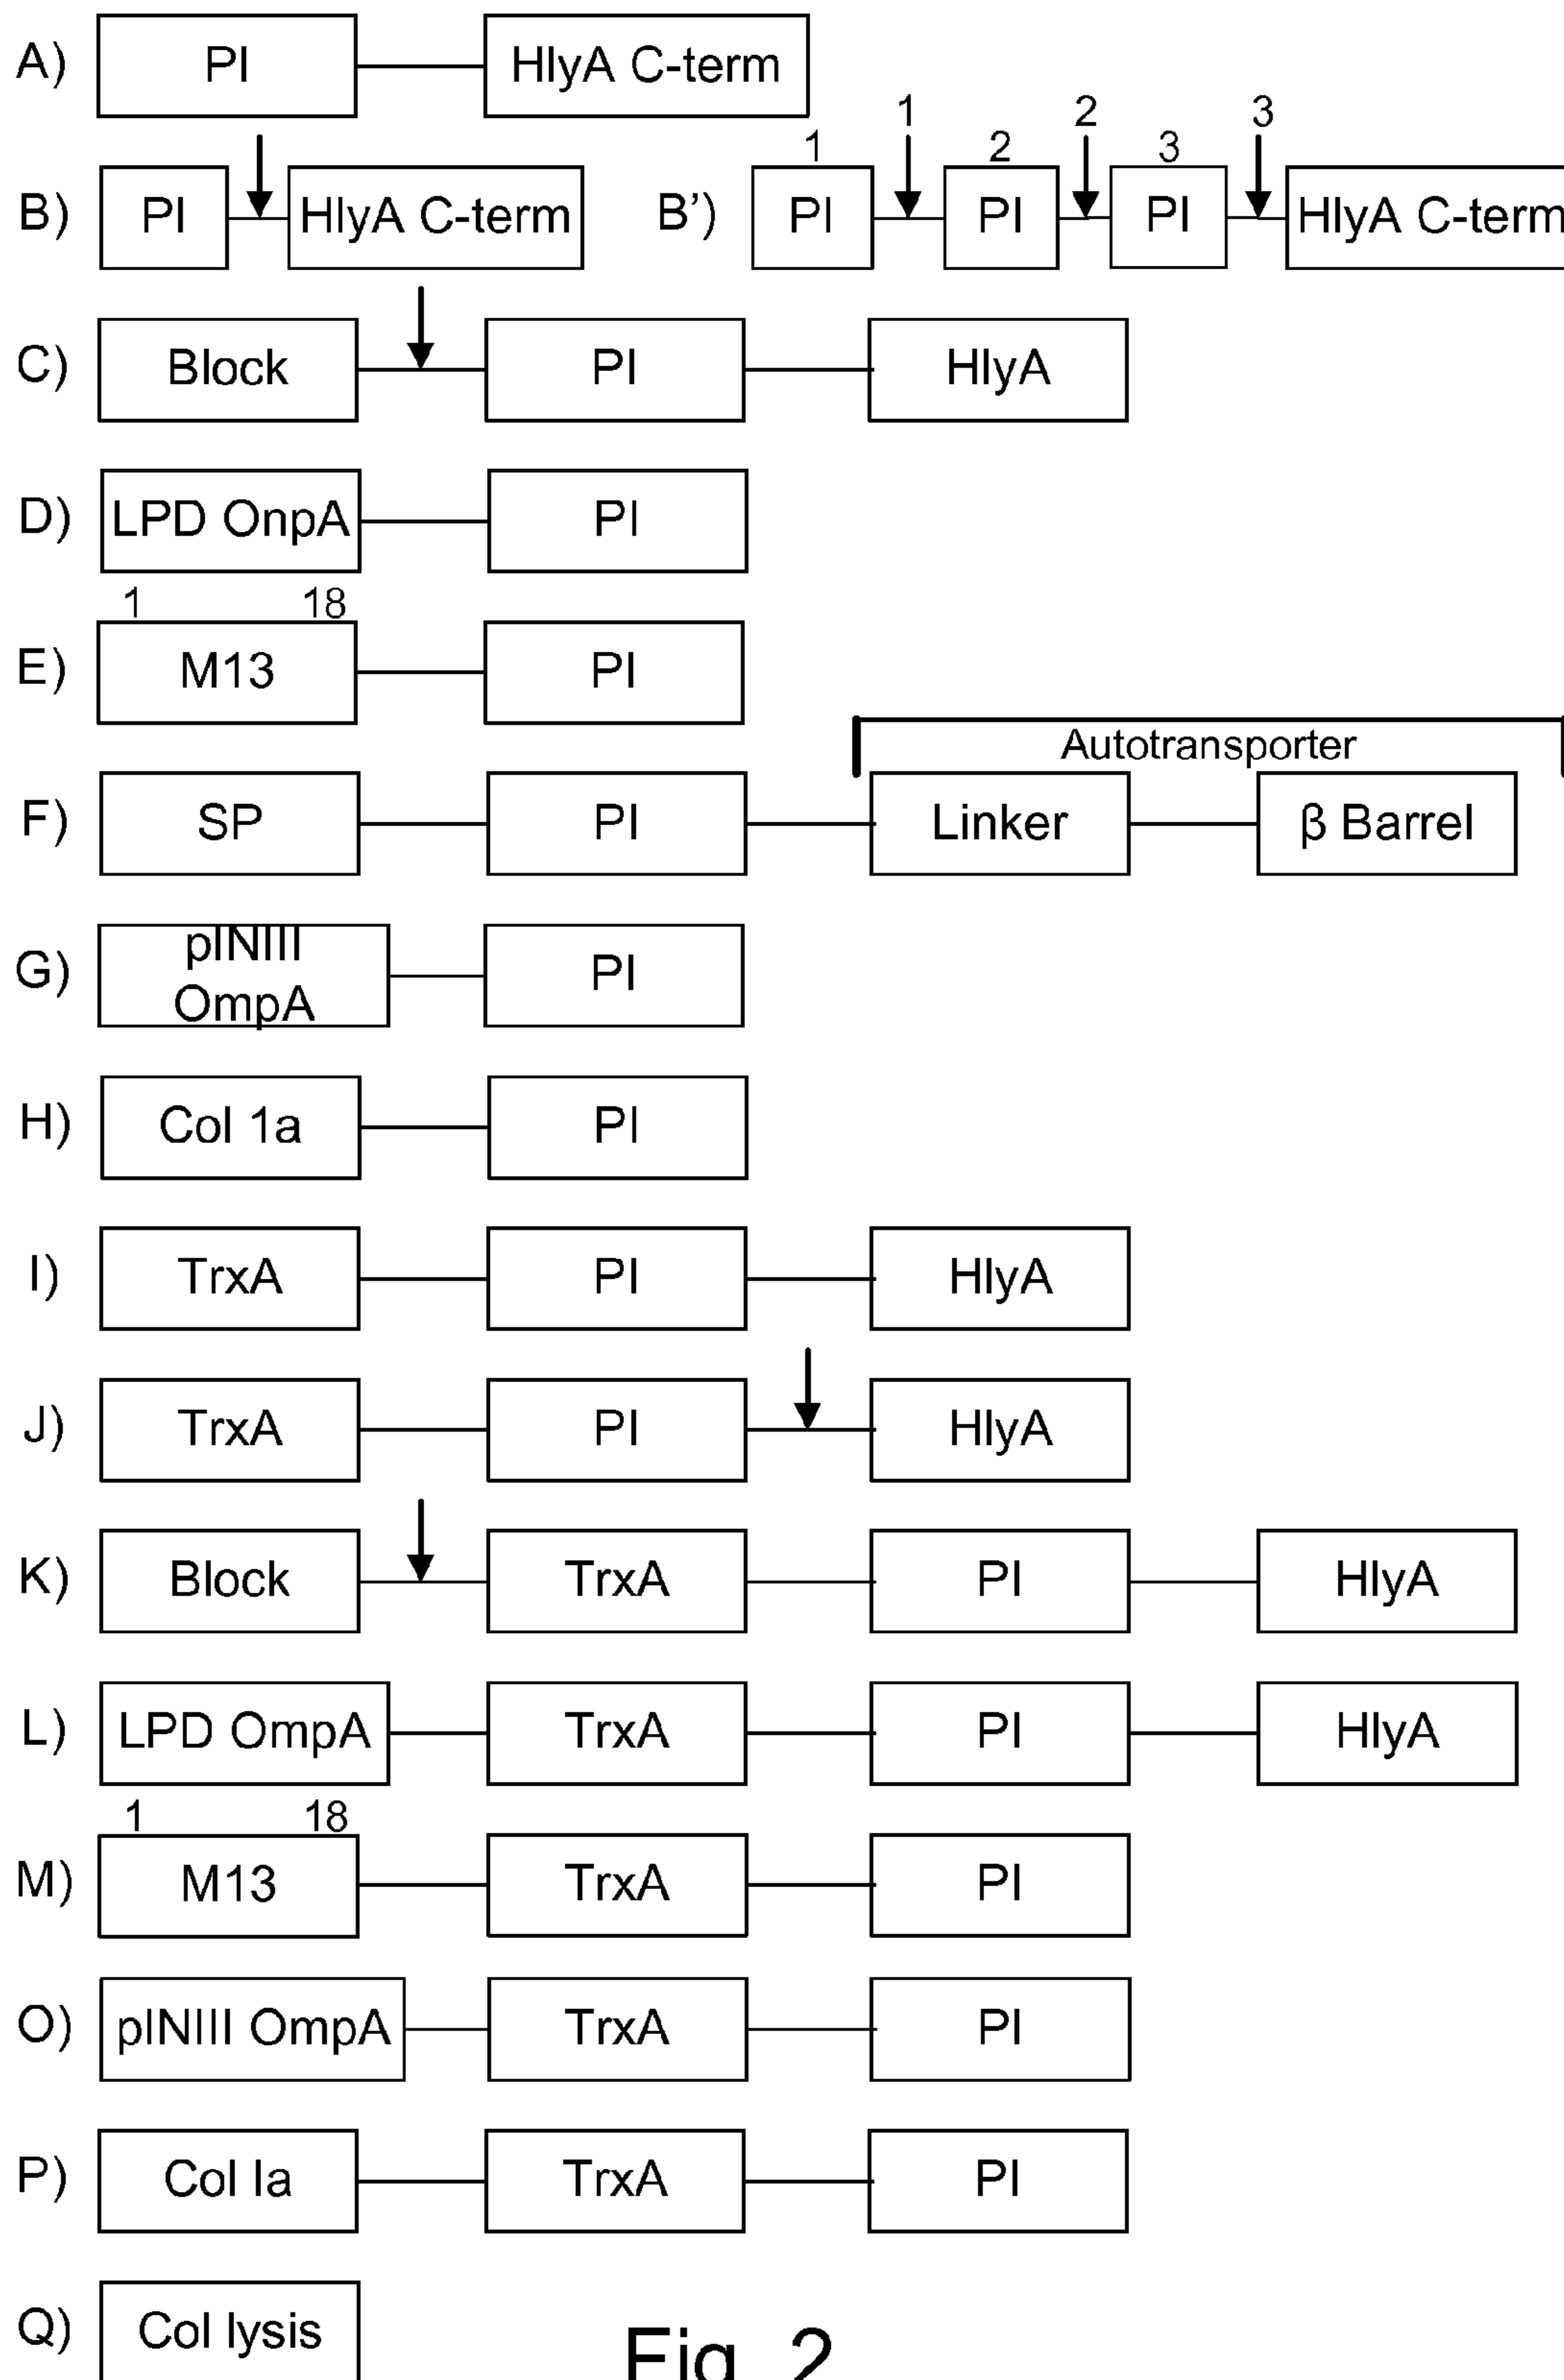 A) PI HlyA C-term
1 2 3
1 2 3
B) PI HlyA C-term B') PI PI PI HlyA C-term
C) Block PI HlyA
D) LPD OnpA PI
1 18
E) M13 PI
Autotransporter
F) SP PI Linker β Barrel
G) pINIII
OmpA PI
H) Col 1a PI
I) TrxA PI HlyA
J) TrxA PI HlyA
K) Block TrxA PI HlyA
L) LPD OmpA TrxA PI HlyA
1 18
M) M13 TrxA PI
O) pINIII OmpA TrxA PI
P) Col Ia TrxA PI
Q) Col lysis
Fig. 2